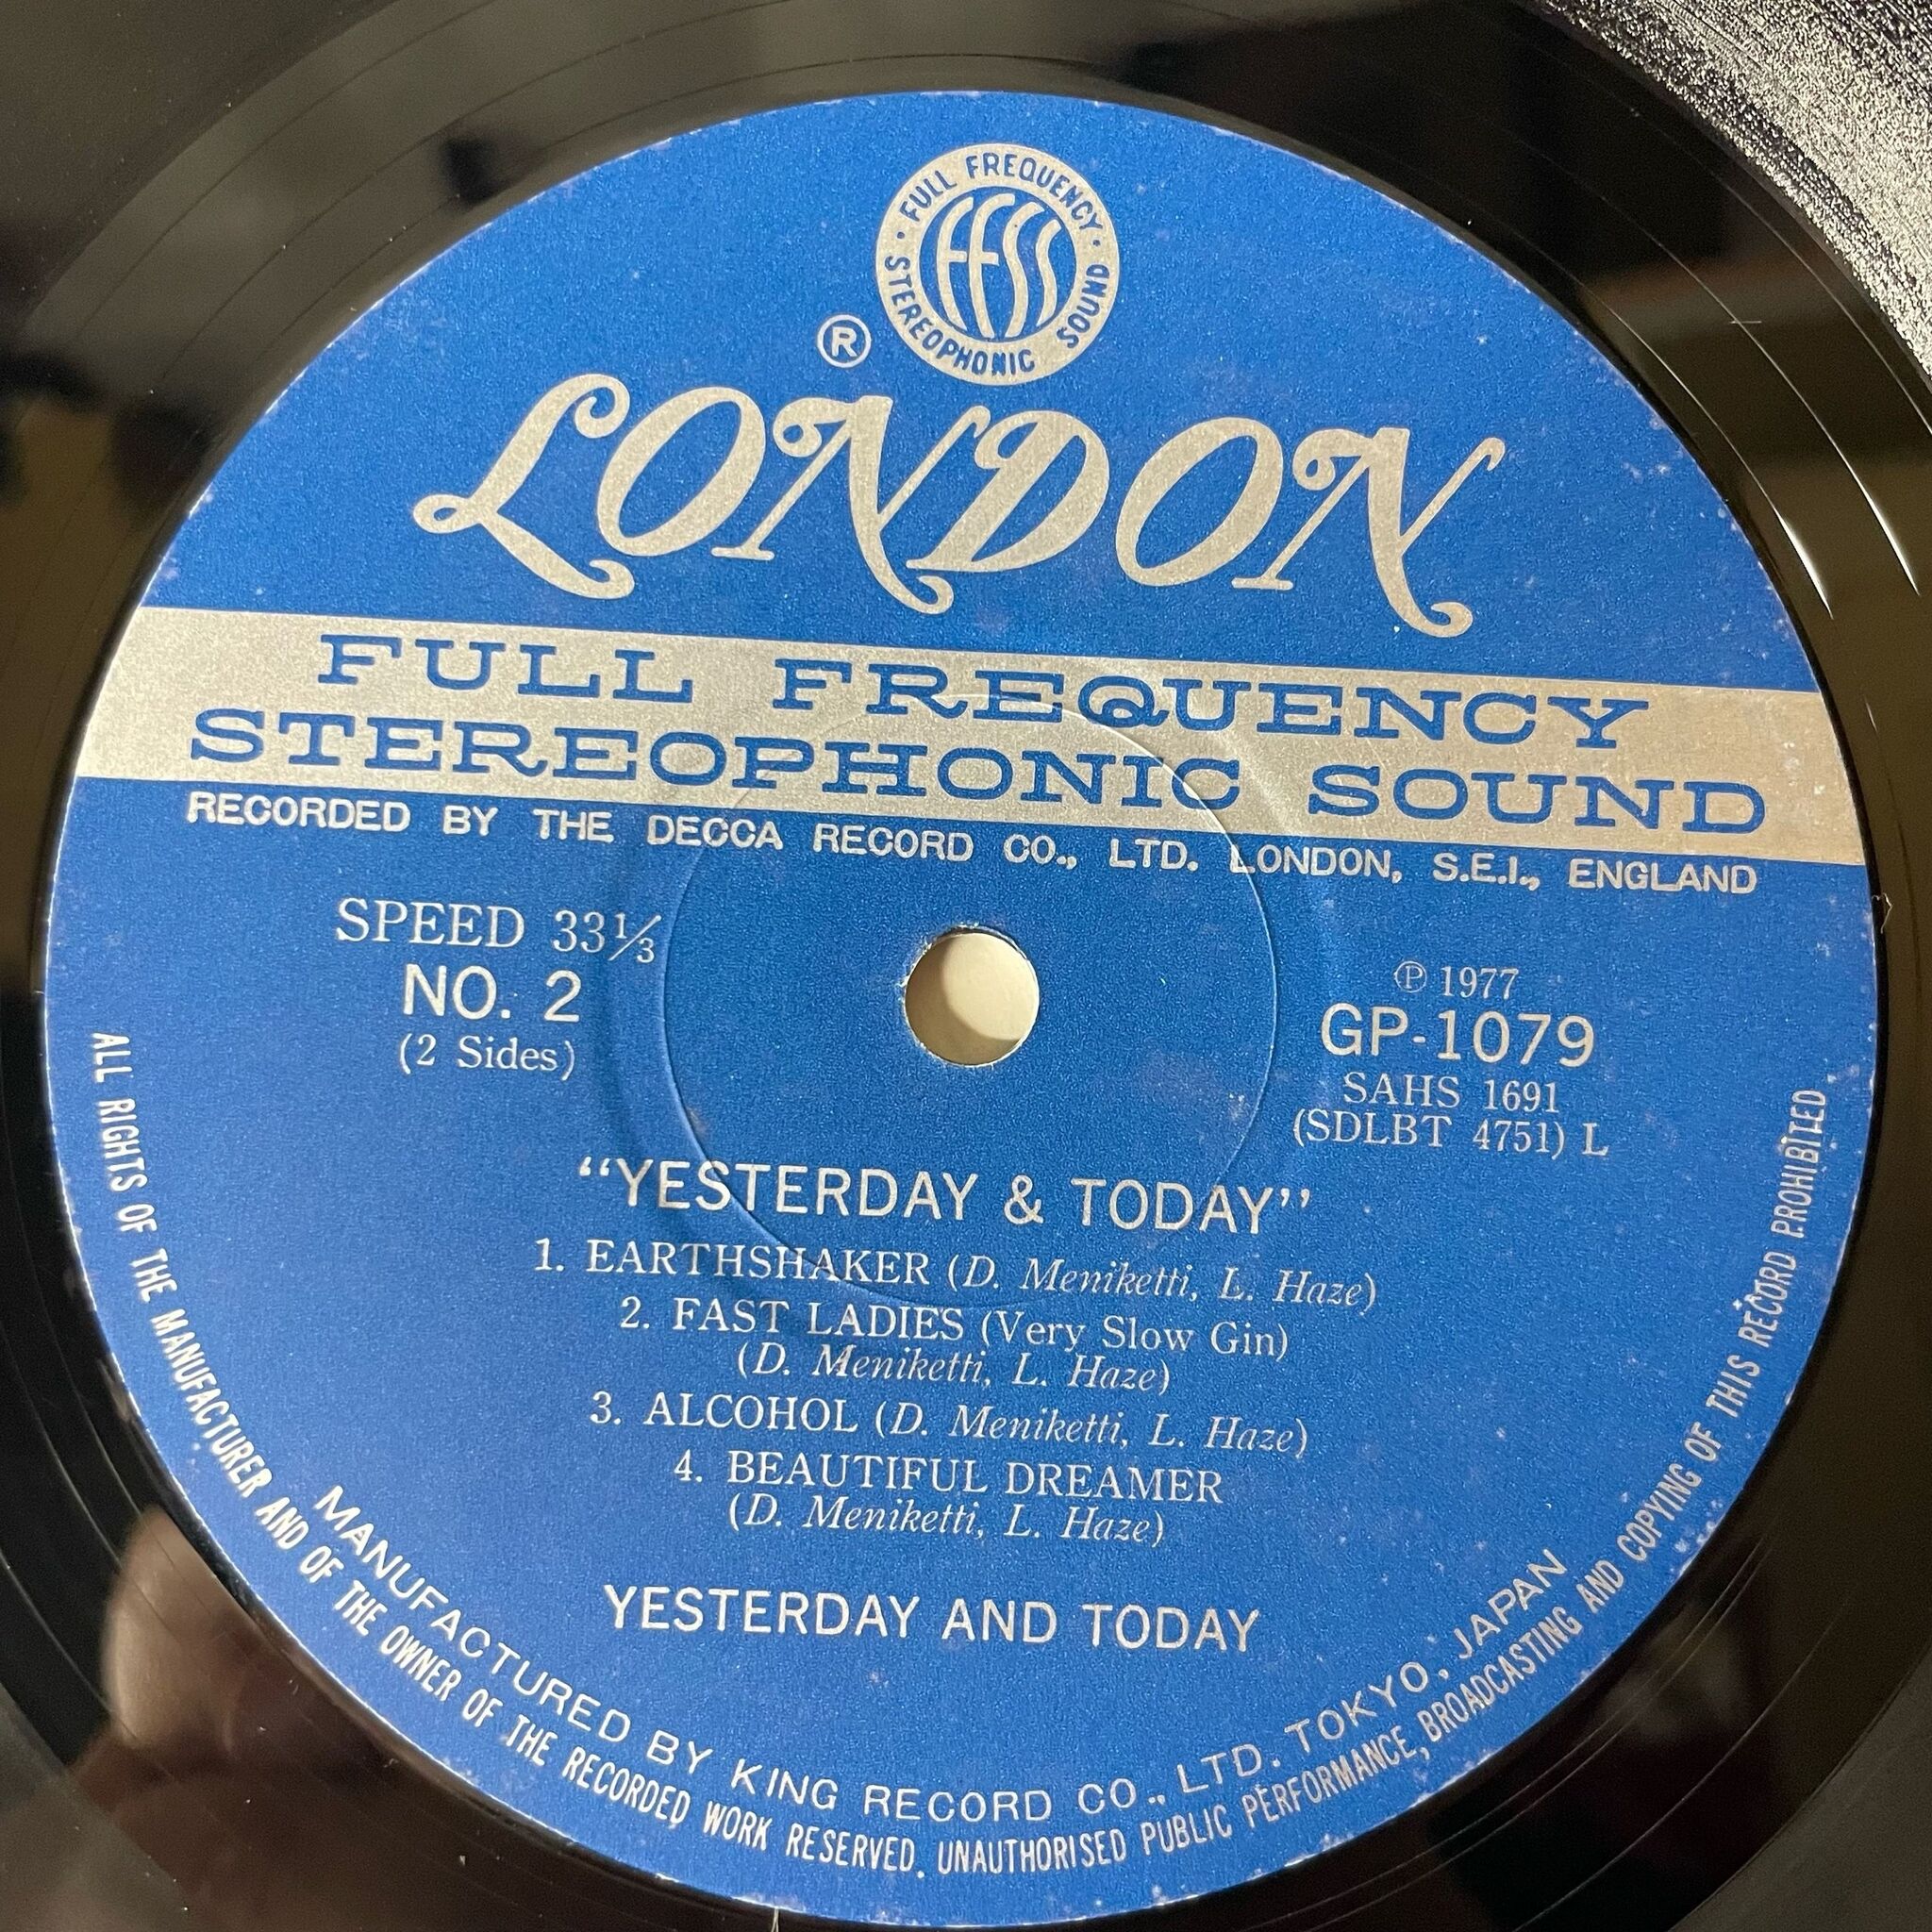 · FULL FREQUENCY ·
STEREOPHONIC SOUND
FFSS
®
LONDON
FULL FREQUENCY
STEREOPHONIC SOUND
RECORDED BY THE DECCA RECORD CO., LTD. LONDON, S.E.I., ENGLAND
SPEED 33⅓
NO. 2
(2 Sides)
℗ 1977
GP-1079
SAHS 1691
(SDLBT 4751) L
“YESTERDAY & TODAY”
1. EARTHSHAKER (D. Meniketti, L. Haze)
2. FAST LADIES (Very Slow Gin)
(D. Meniketti, L. Haze)
3. ALCOHOL (D. Meniketti, L. Haze)
4. BEAUTIFUL DREAMER
(D. Meniketti, L. Haze)
YESTERDAY AND TODAY
MANUFACTURED BY KING RECORD CO., LTD. TOKYO, JAPAN
ALL RIGHTS OF THE MANUFACTURER AND OF THE OWNER OF THE RECORDED WORK RESERVED. UNAUTHORISED PUBLIC PERFORMANCE, BROADCASTING AND COPYING OF THIS RECORD PROHIBITED